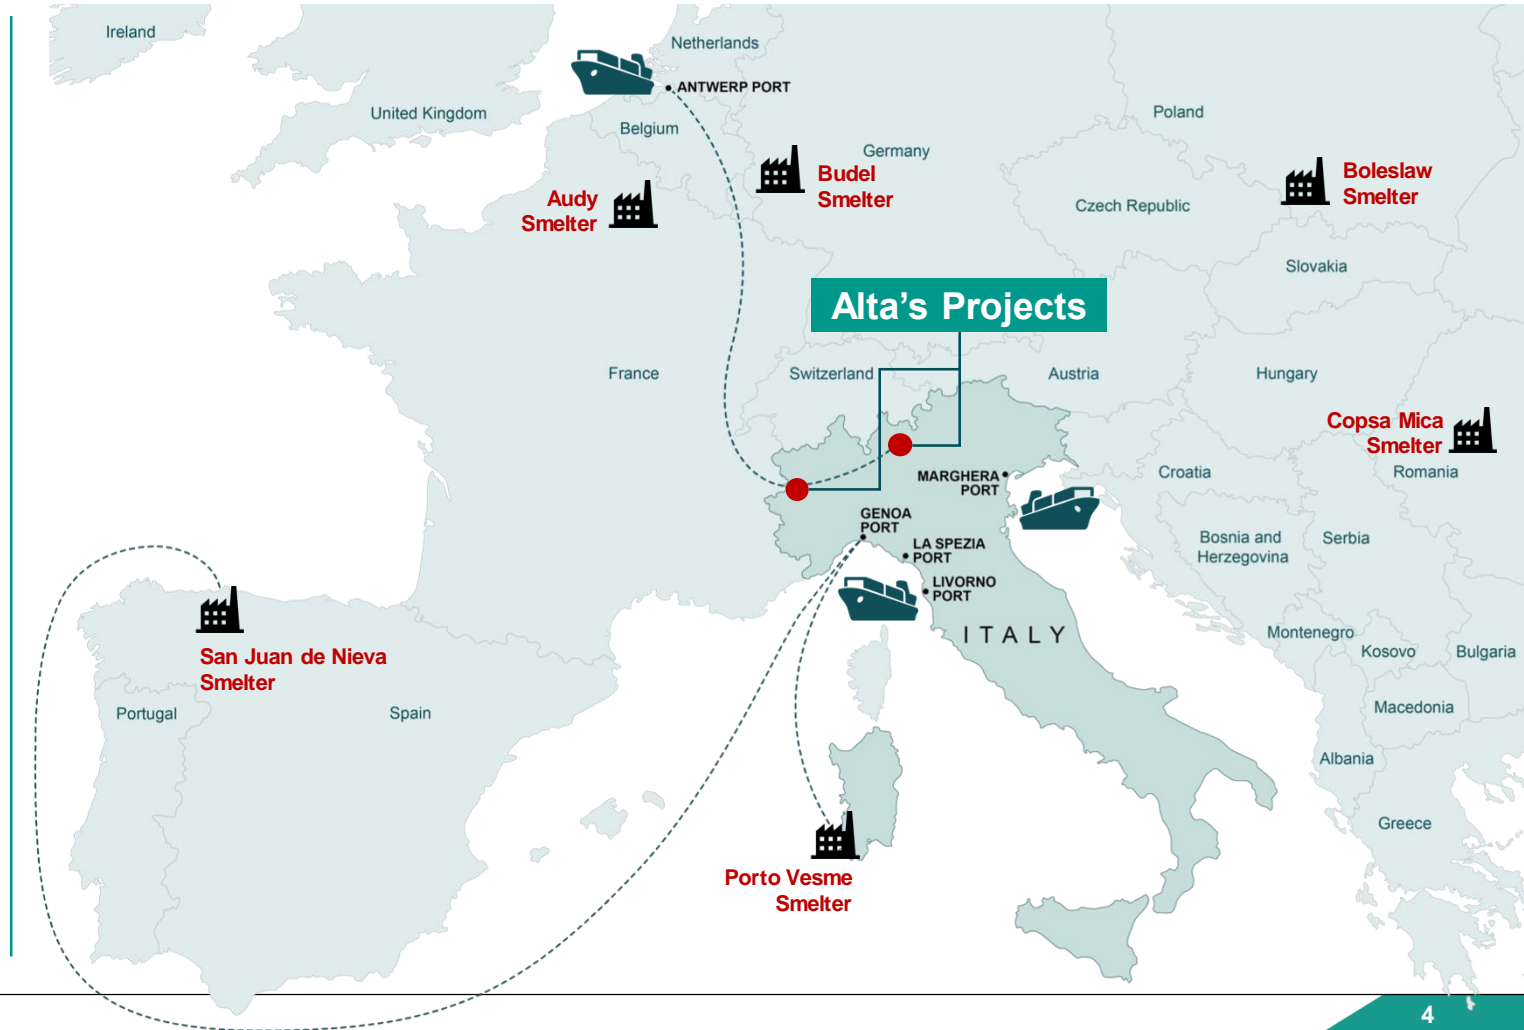 Ireland
Netherlands
ANTWERP PORT
United Kingdom
Belgium
Poland
Germany
Budel
Smelter
Boleslaw
Smelter
Audy
Smelter
Czech Republic
Slovakia
Alta's Projects
France
Switzerland
Austria
Hungary
Copsa Mica
Smelter
Romania
MARGHERA
PORT
Croatia
GENOA
PORT
LA SPEZIA
PORT
Bosnia and
Herzegovina
Serbia
LIVORNO
PORT
ITALY
Montenegro
Kosovo
Bulgaria
San Juan de Nieva
Smelter
Portugal
Spain
Macedonia
Albania
Greece
Porto Vesme
Smelter
4